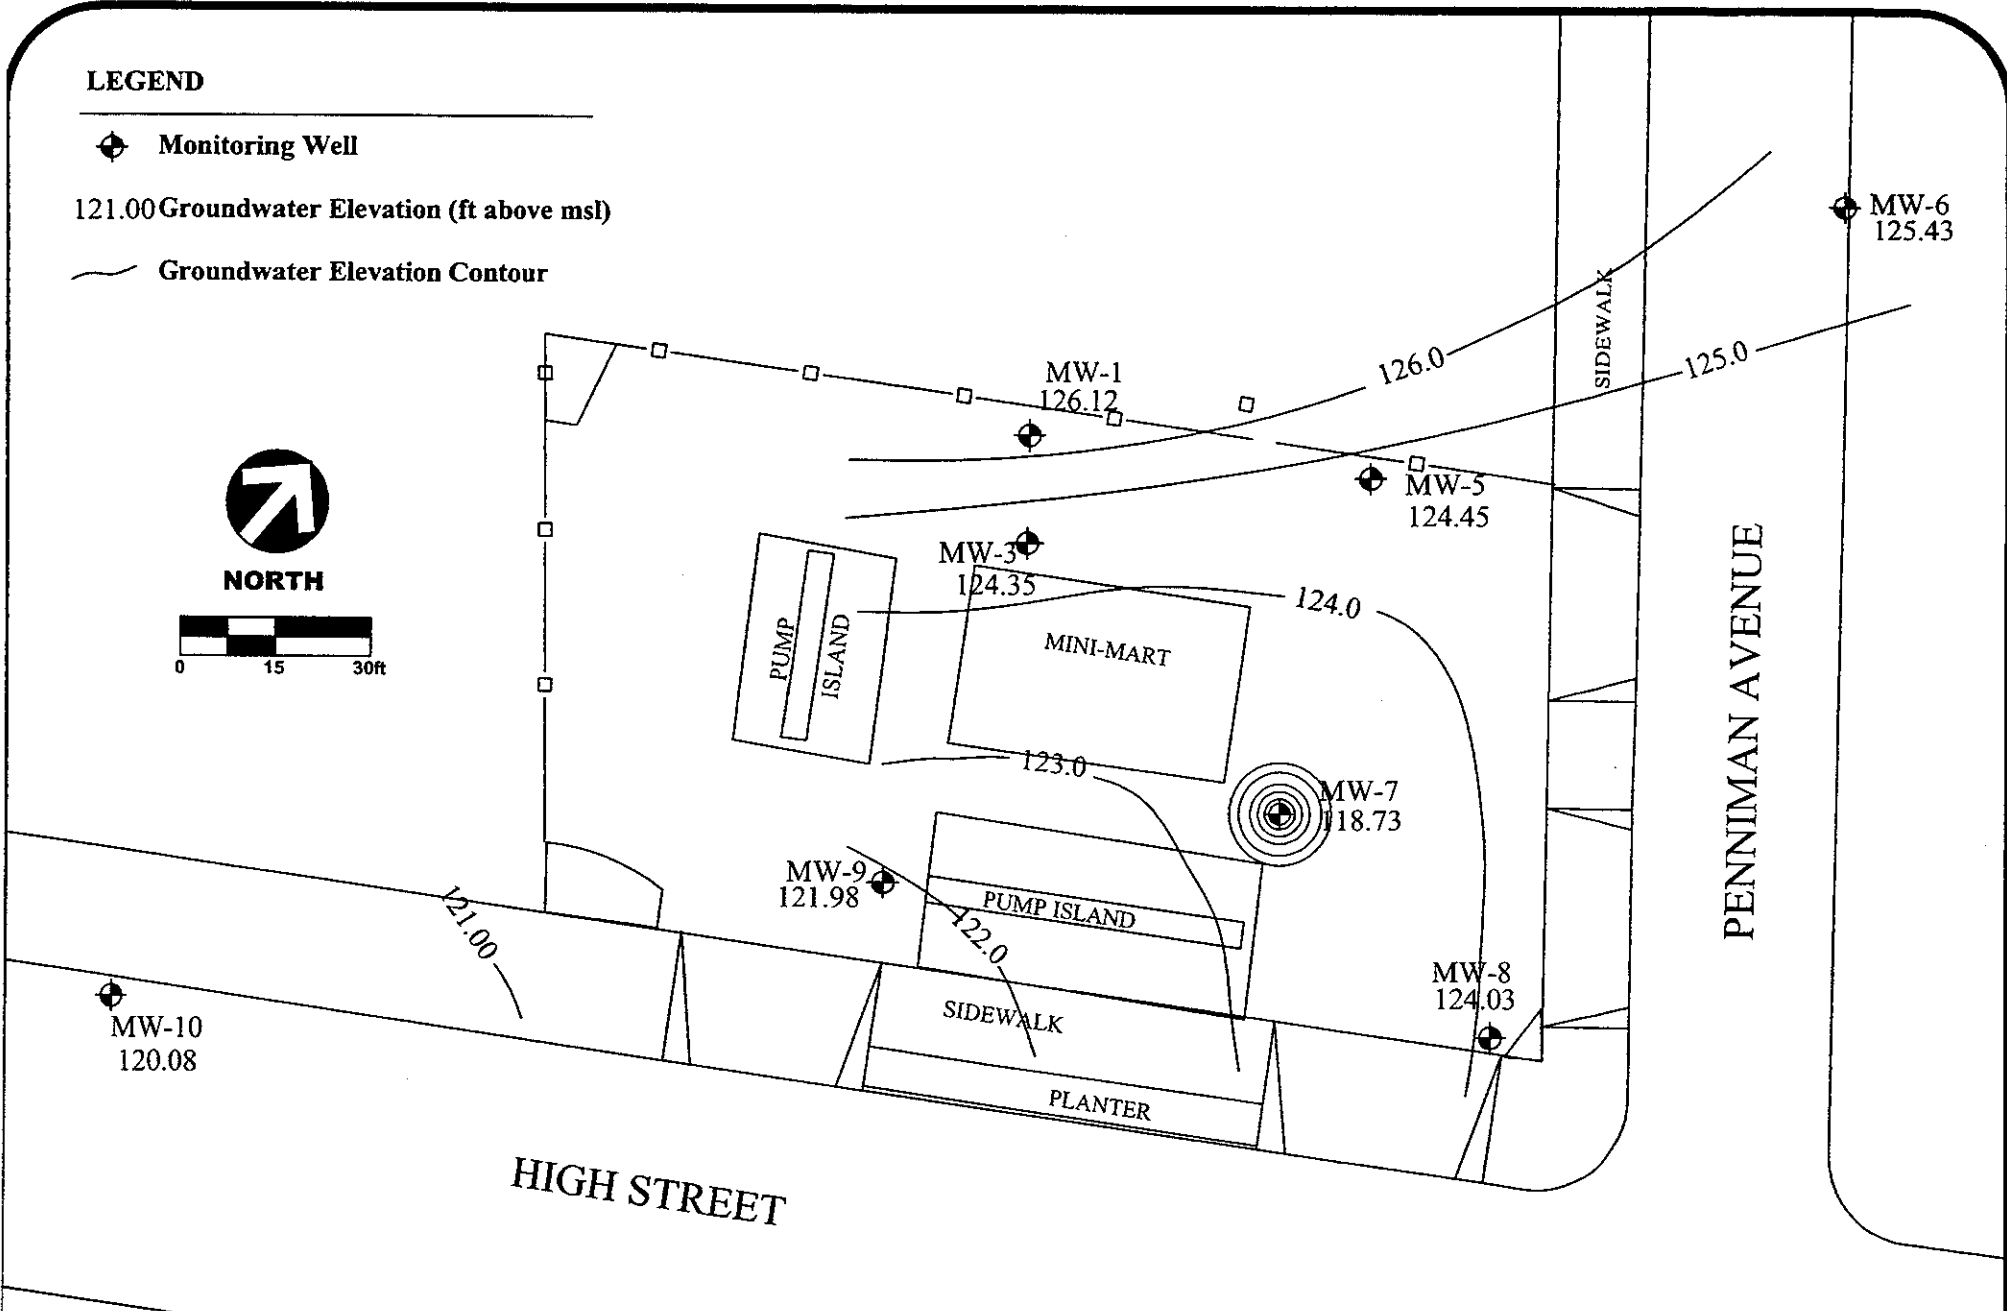 LEGEND
Monitoring Well
121.00 Groundwater Elevation (ft above msl)
Groundwater Elevation Contour
MW-6
125.43
SIDEWALK
126.0
125.0
MW-1
126.12
MW-5
124.45
NORTH
0 15 30ft
MW-3
124.35
124.0
PUMP
ISLAND
MINI-MART
123.0
MW-7
118.73
PENNIMAN AVENUE
MW-9
121.98
PUMP ISLAND
122.0
121.00
MW-8
124.03
SIDEWALK
MW-10
120.08
PLANTER
HIGH STREET